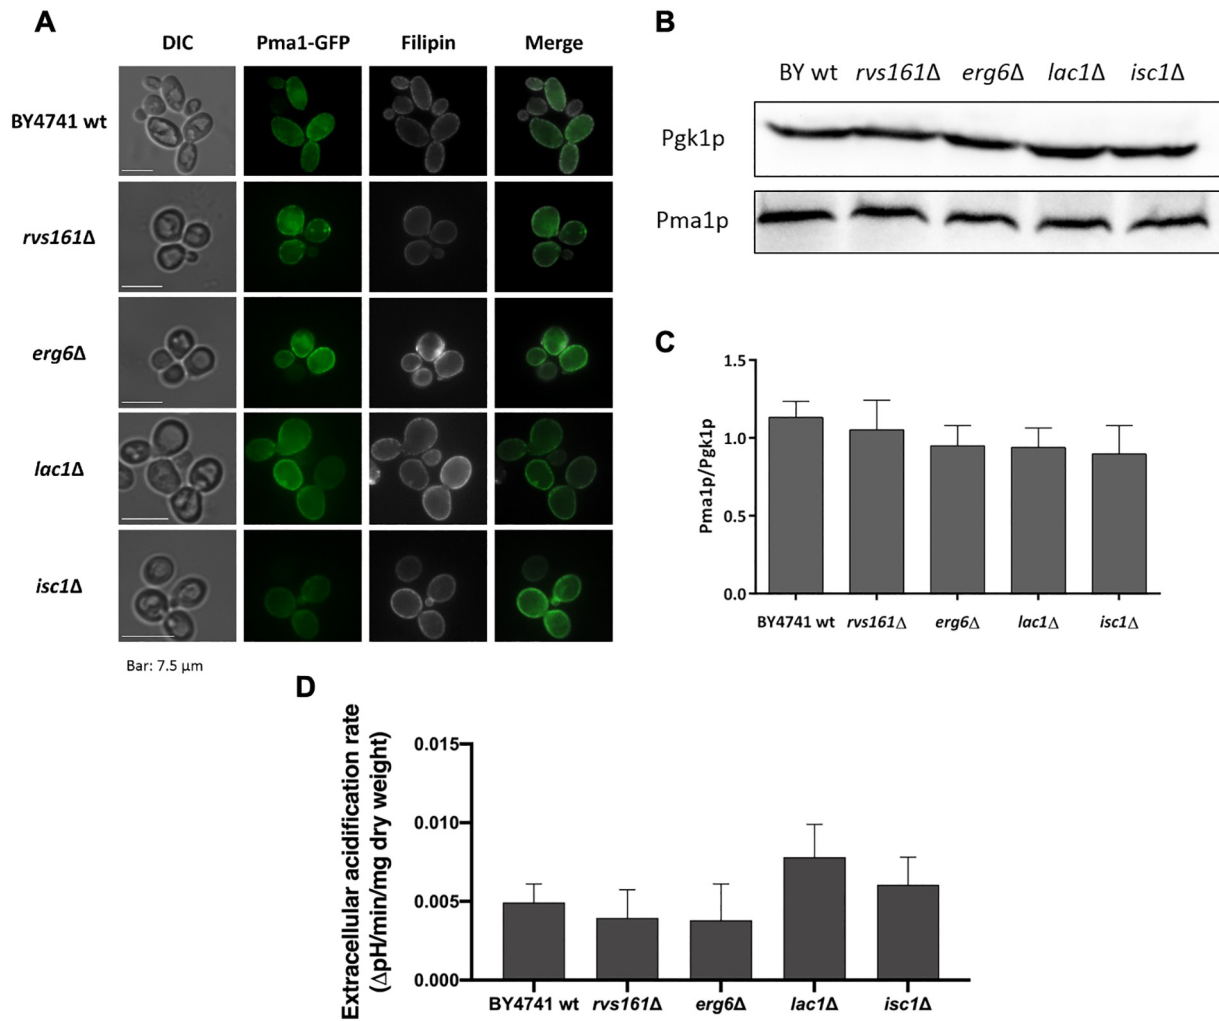 A
DIC Pma1-GFP Filipin Merge
BY4741 wt
rvs161Δ
erg6Δ
lac1Δ
isc1Δ
Bar: 7.5 μm
B
BY wt rvs161Δ erg6Δ lac1Δ isc1Δ
Pgk1p
Pma1p
C
Pma1p/Pgk1p
1.5
1.0
0.5
0.0
BY4741 wt rvs161Δ erg6Δ lac1Δ isc1Δ
D
Extracellular acidification rate
(ΔpH/min/mg dry weight)
0.015
0.010
0.005
0.000
BY4741 wt rvs161Δ erg6Δ lac1Δ isc1Δ